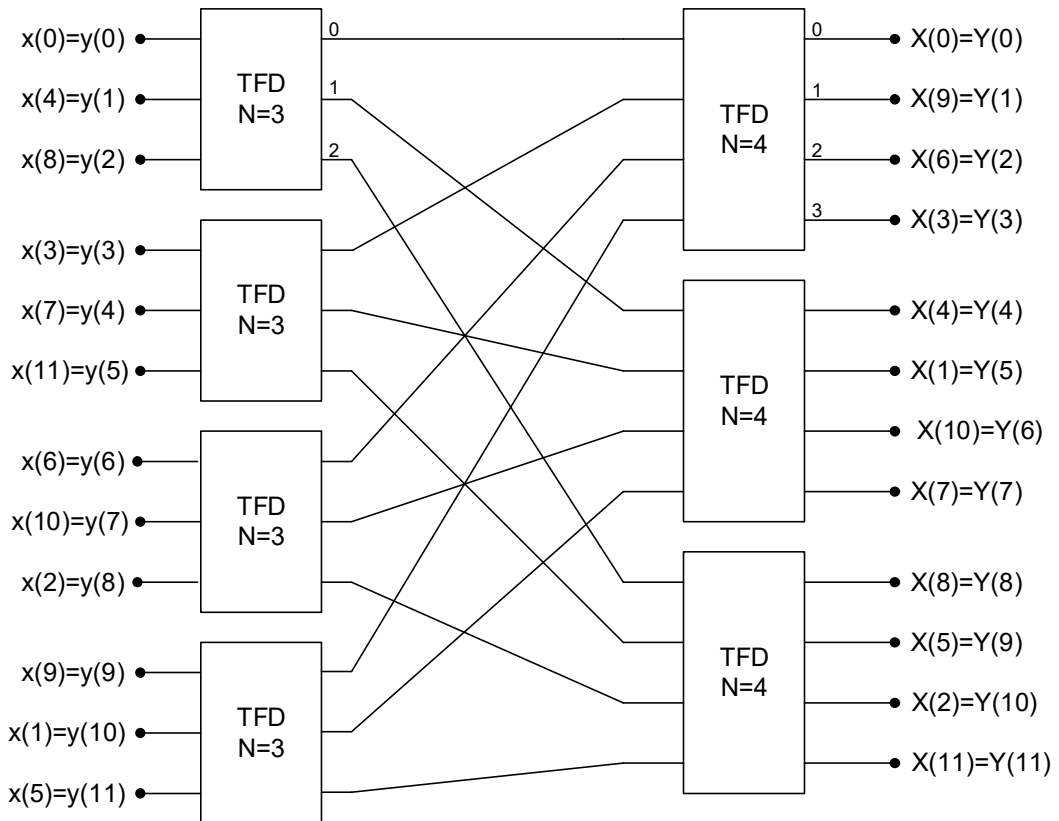 x(0)=y(0)
x(4)=y(1)
x(8)=y(2)
TFD
N=3
0
1
2
x(3)=y(3)
x(7)=y(4)
x(11)=y(5)
TFD
N=3
x(6)=y(6)
x(10)=y(7)
x(2)=y(8)
TFD
N=3
x(9)=y(9)
x(1)=y(10)
x(5)=y(11)
TFD
N=3
TFD
N=4
0
1
2
3
X(0)=Y(0)
X(9)=Y(1)
X(6)=Y(2)
X(3)=Y(3)
TFD
N=4
X(4)=Y(4)
X(1)=Y(5)
X(10)=Y(6)
X(7)=Y(7)
TFD
N=4
X(8)=Y(8)
X(5)=Y(9)
X(2)=Y(10)
X(11)=Y(11)